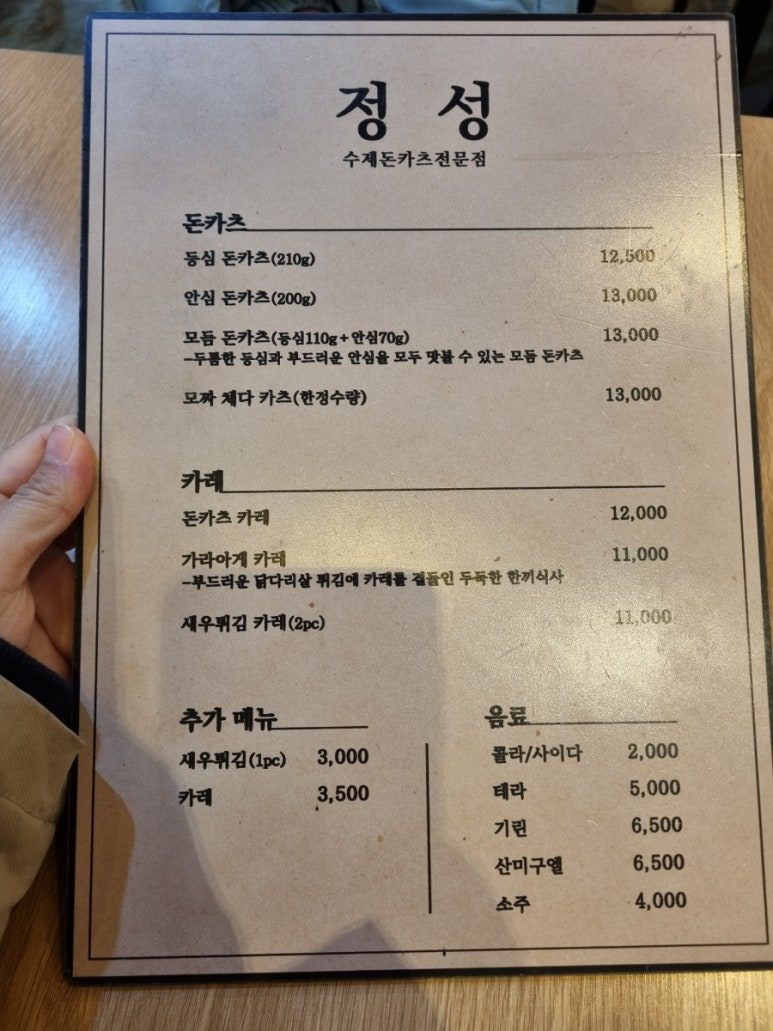 정 성
수제돈카츠전문점
돈카츠
등심 돈카츠(210g) 12,500
안심 돈카츠(200g) 13,000
모듬 돈카츠(등심110g+안심70g) 13,000
-두툼한 등심과 부드러운 안심을 모두 맛볼 수 있는 모듬 돈카츠
모짜 체다 카츠(한정수량) 13,000
카레
돈카츠 카레 12,000
가라아게 카레 11,000
-부드러운 닭다리살 튀김에 카레를 곁들인 두둑한 한끼식사
새우튀김 카레(2pc) 11,000
추가 메뉴
새우튀김(1pc) 3,000
카레 3,500
음료
콜라/사이다 2,000
테라 5,000
기린 6,500
산미구엘 6,500
소주 4,000